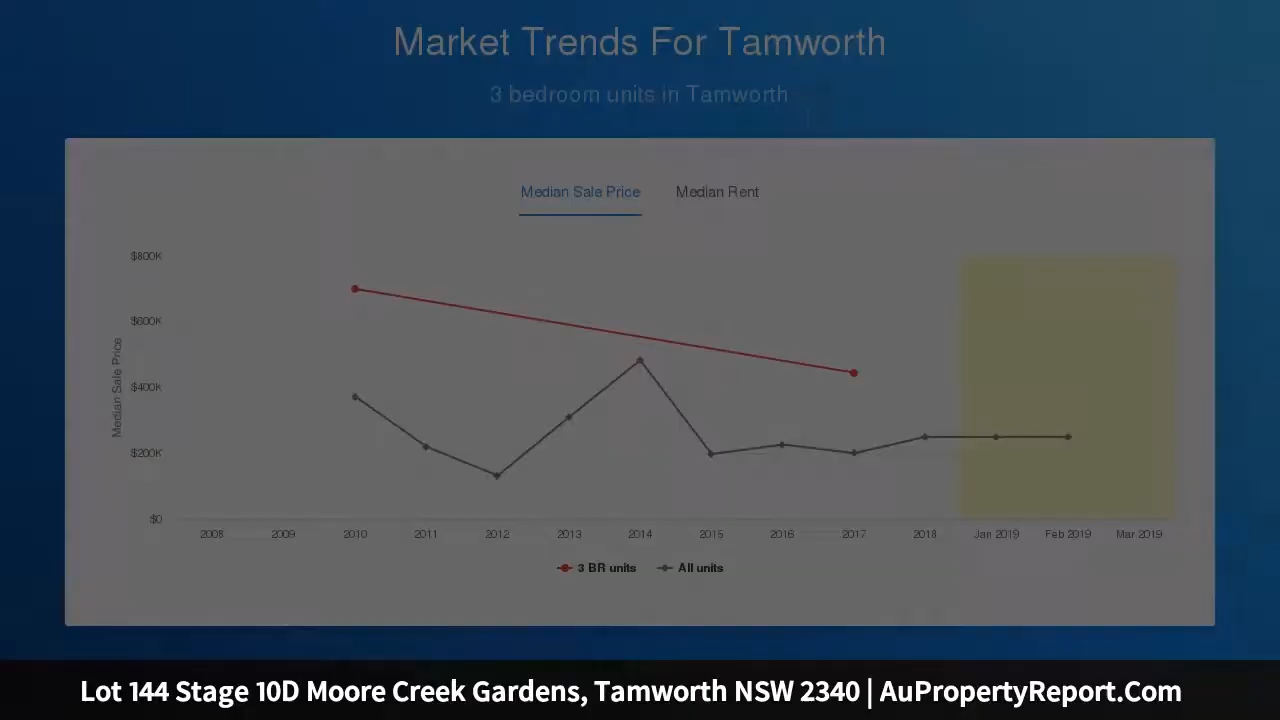 Market Trends For Tamworth
3 bedroom units in Tamworth
Median Sale Price Median Rent
$800K
$600K
$400K
$200K
$0
Median Sale Price
2008 2009 2010 2011 2012 2013 2014 2015 2016 2017 2018 Jan 2019 Feb 2019 Mar 2019
3 BR units All units
Lot 144 Stage 10D Moore Creek Gardens, Tamworth NSW 2340 | AuPropertyReport.Com